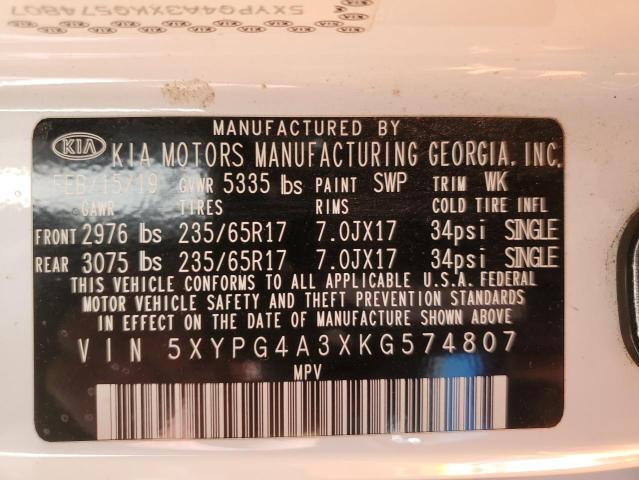 5XYPG4A3XKG574807
MANUFACTURED BY
KIA KIA MOTORS MANUFACTURING GEORGIA, INC.
FEB/15/19 GVWR 5335 lbs PAINT SWP TRIM WK
GAWR TIRES RIMS COLD TIRE INFL
FRONT 2976 lbs 235/65R17 7.0JX17 34psi SINGLE
REAR 3075 lbs 235/65R17 7.0JX17 34psi SINGLE
THIS VEHICLE CONFORMS TO ALL APPLICABLE U.S.A. FEDERAL
MOTOR VEHICLE SAFETY AND THEFT PREVENTION STANDARDS
IN EFFECT ON THE DATE OF MANUFACTURE SHOWN ABOVE
VIN 5XYPG4A3XKG574807
MPV